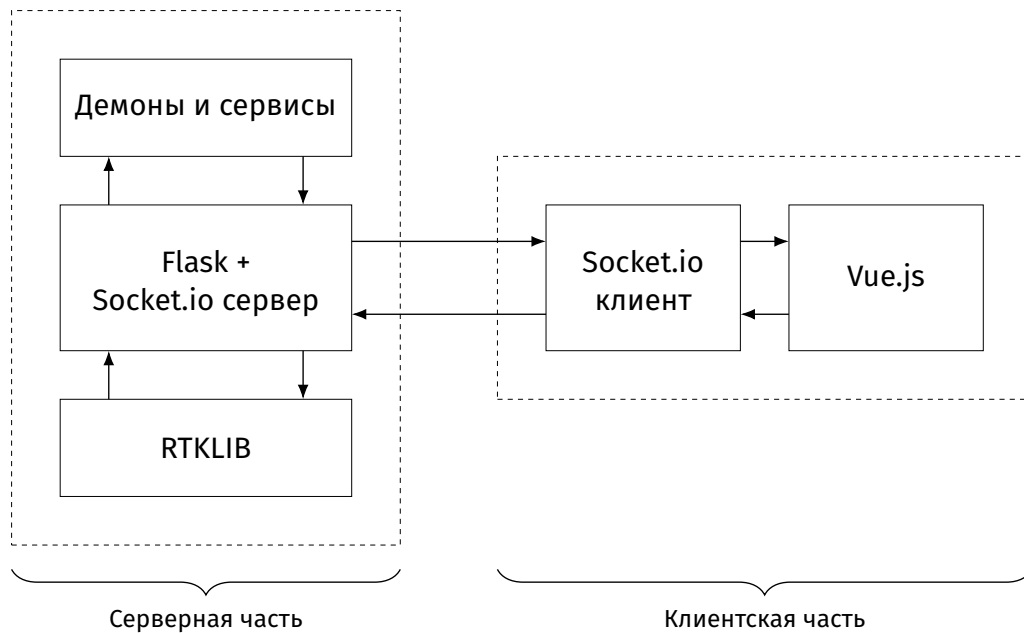 Демоны и сервисы
Flask +
Socket.io сервер
RTKLIB
Socket.io
клиент
Vue.js
Серверная часть
Клиентская часть